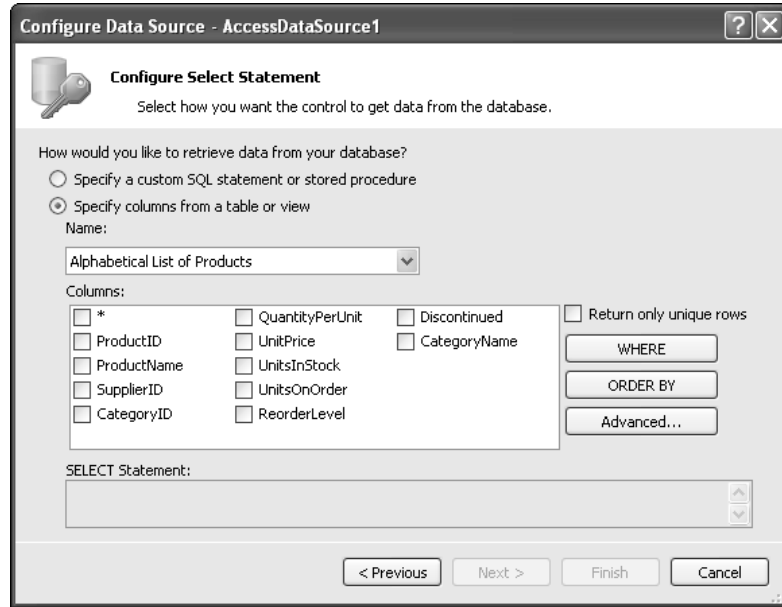 Configure Data Source - AccessDataSource1
Configure Select Statement
Select how you want the control to get data from the database.
How would you like to retrieve data from your database?
Specify a custom SQL statement or stored procedure
Specify columns from a table or view
Name:
Alphabetical List of Products
Columns:
* QuantityPerUnit Discontinued Return only unique rows
ProductID UnitPrice CategoryName WHERE
ProductName UnitsInStock
SupplierID UnitsOnOrder ORDER BY
CategoryID ReorderLevel Advanced...
SELECT Statement:
< Previous Next > Finish Cancel